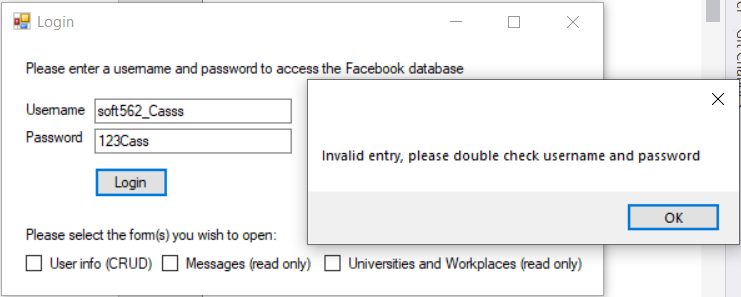 Login
Please enter a username and password to access the Facebook database
Username soft562_Casss
Password 123Cass
Login
Invalid entry, please double check username and password
OK
Please select the form(s) you wish to open:
User info (CRUD) Messages (read only) Universities and Workplaces (read only)